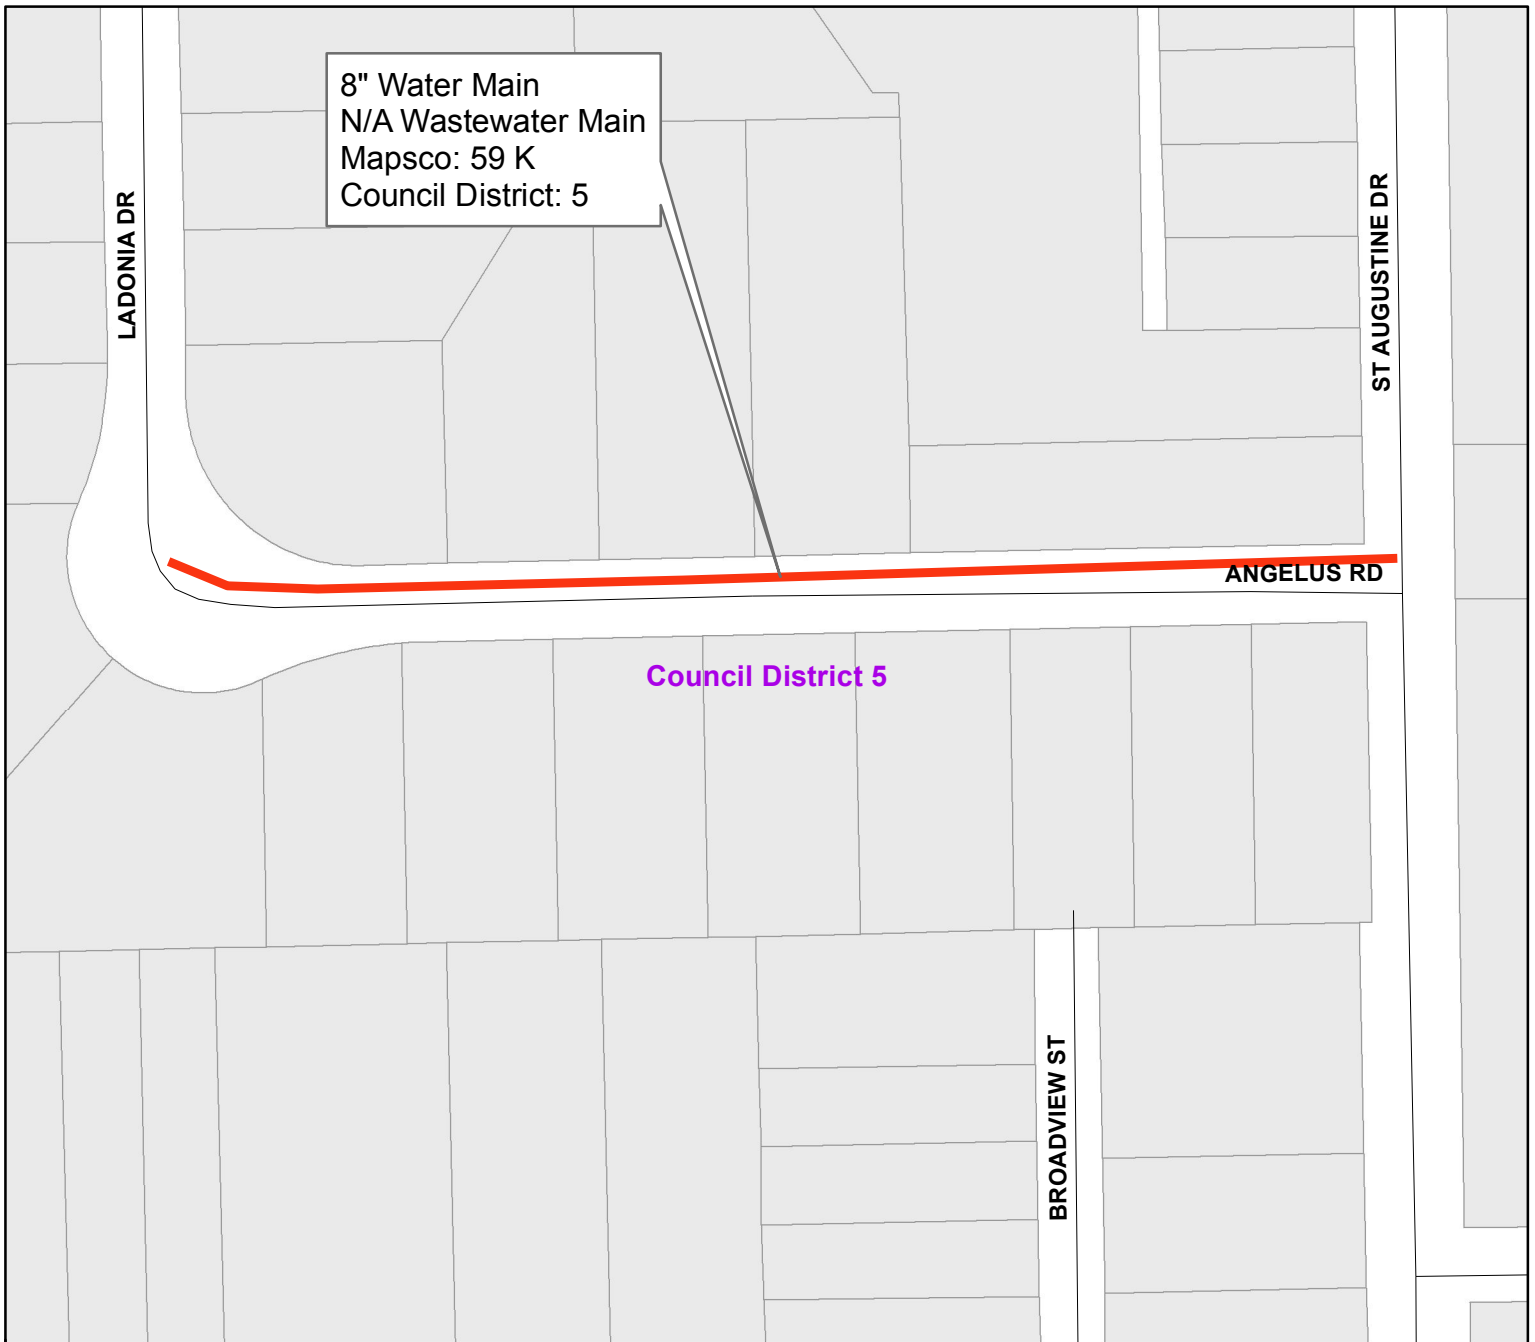 8" Water Main
N/A Wastewater Main
Mapsco: 59 K
Council District: 5
LADONIA DR
ST AUGUSTINE DR
ANGELUS RD
Council District 5
BROADVIEW ST